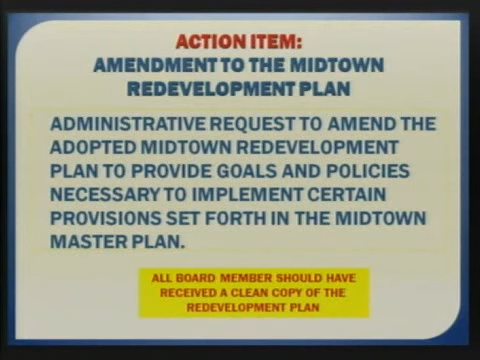 ACTION ITEM:
AMENDMENT TO THE MIDTOWN
REDEVELOPMENT PLAN
ADMINISTRATIVE REQUEST TO AMEND THE
ADOPTED MIDTOWN REDEVELOPMENT
PLAN TO PROVIDE GOALS AND POLICIES
NECESSARY TO IMPLEMENT CERTAIN
PROVISIONS SET FORTH IN THE MIDTOWN
MASTER PLAN.
ALL BOARD MEMBER SHOULD HAVE
RECEIVED A CLEAN COPY OF THE
REDEVELOPMENT PLAN